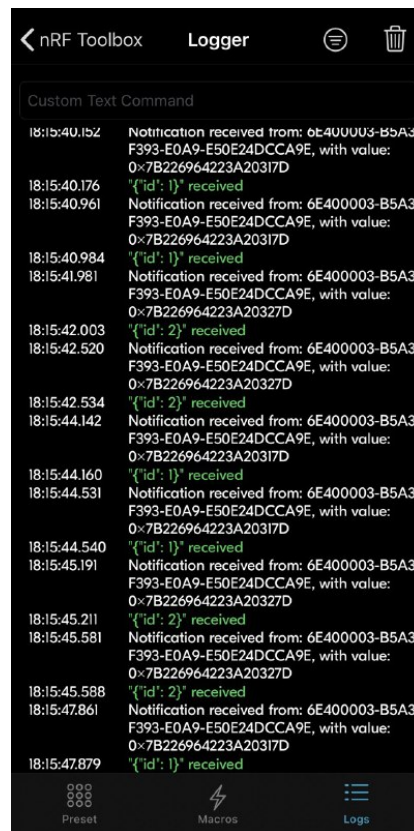 nRF Toolbox
Logger
Custom Text Command
18:15:40.152 Notification received from: 6E400003-B5A3
F393-E0A9-E50E24DCCA9E, with value:
0×7B226964223A20317D
18:15:40.176 "{"id": 1}" received
18:15:40.961 Notification received from: 6E400003-B5A3
F393-E0A9-E50E24DCCA9E, with value:
0×7B226964223A20317D
18:15:40.984 "{"id": 1}" received
18:15:41.981 Notification received from: 6E400003-B5A3
F393-E0A9-E50E24DCCA9E, with value:
0×7B226964223A20327D
18:15:42.003 "{"id": 2}" received
18:15:42.520 Notification received from: 6E400003-B5A3
F393-E0A9-E50E24DCCA9E, with value:
0×7B226964223A20327D
18:15:42.534 "{"id": 2}" received
18:15:44.142 Notification received from: 6E400003-B5A3
F393-E0A9-E50E24DCCA9E, with value:
0×7B226964223A20317D
18:15:44.160 "{"id": 1}" received
18:15:44.531 Notification received from: 6E400003-B5A3
F393-E0A9-E50E24DCCA9E, with value:
0×7B226964223A20317D
18:15:44.540 "{"id": 1}" received
18:15:45.191 Notification received from: 6E400003-B5A3
F393-E0A9-E50E24DCCA9E, with value:
0×7B226964223A20327D
18:15:45.211 "{"id": 2}" received
18:15:45.581 Notification received from: 6E400003-B5A3
F393-E0A9-E50E24DCCA9E, with value:
0×7B226964223A20327D
18:15:45.588 "{"id": 2}" received
18:15:47.861 Notification received from: 6E400003-B5A3
F393-E0A9-E50E24DCCA9E, with value:
0×7B226964223A20317D
18:15:47.879 "{"id": 1}" received
Preset
Macros
Logs